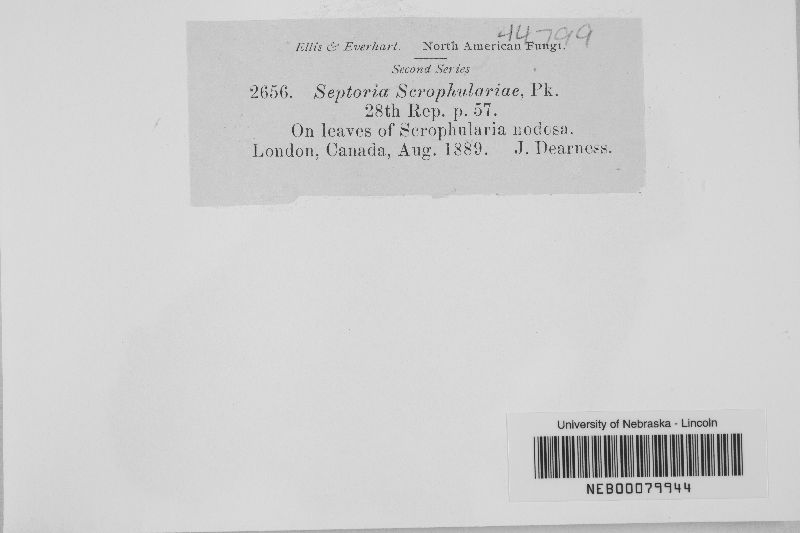 44799
Ellis & Everhart. North American Fungi.
Second Series
2656. Septoria Scrophulariae, Pk.
28th Rep. p. 57.
On leaves of Scrophularia nodosa.
London, Canada, Aug. 1889. J. Dearness.
University of Nebraska - Lincoln
NEB00079944